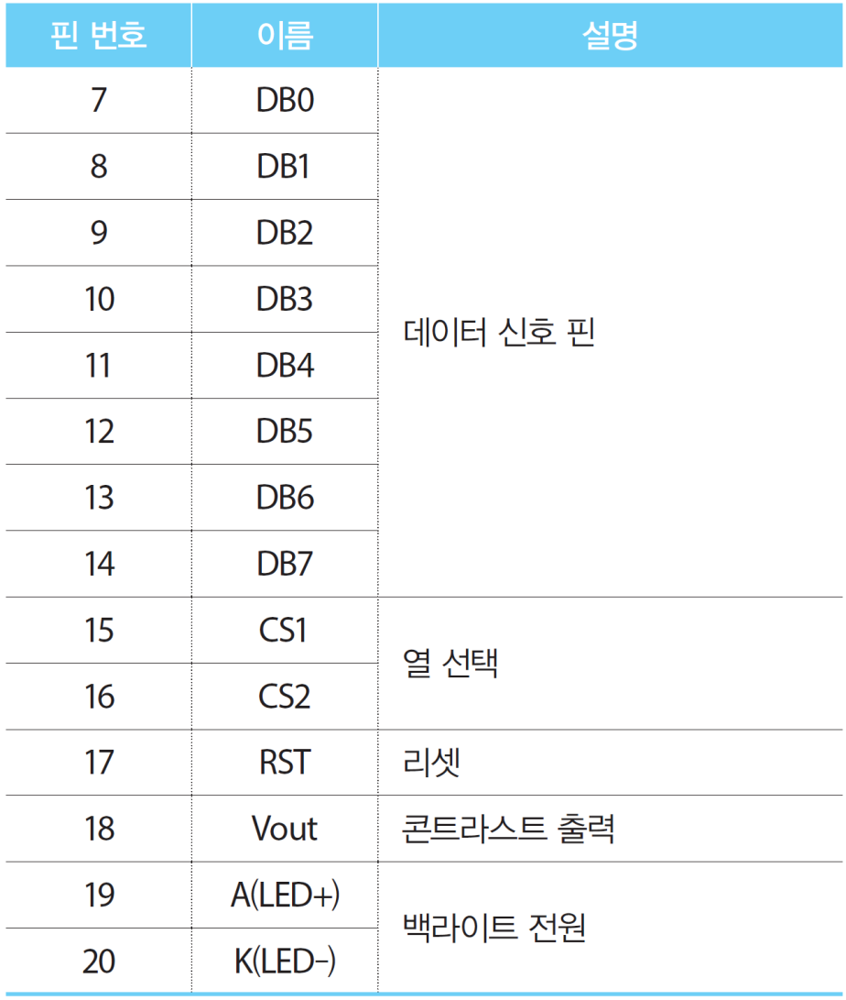 핀 번호 이름 설명
7 DB0
8 DB1
9 DB2
10 DB3
데이터 신호 핀
11 DB4
12 DB5
13 DB6
14 DB7
15 CS1
열 선택
16 CS2
17 RST 리셋
18 Vout 콘트라스트 출력
19 A(LED+)
백라이트 전원
20 K(LED-)